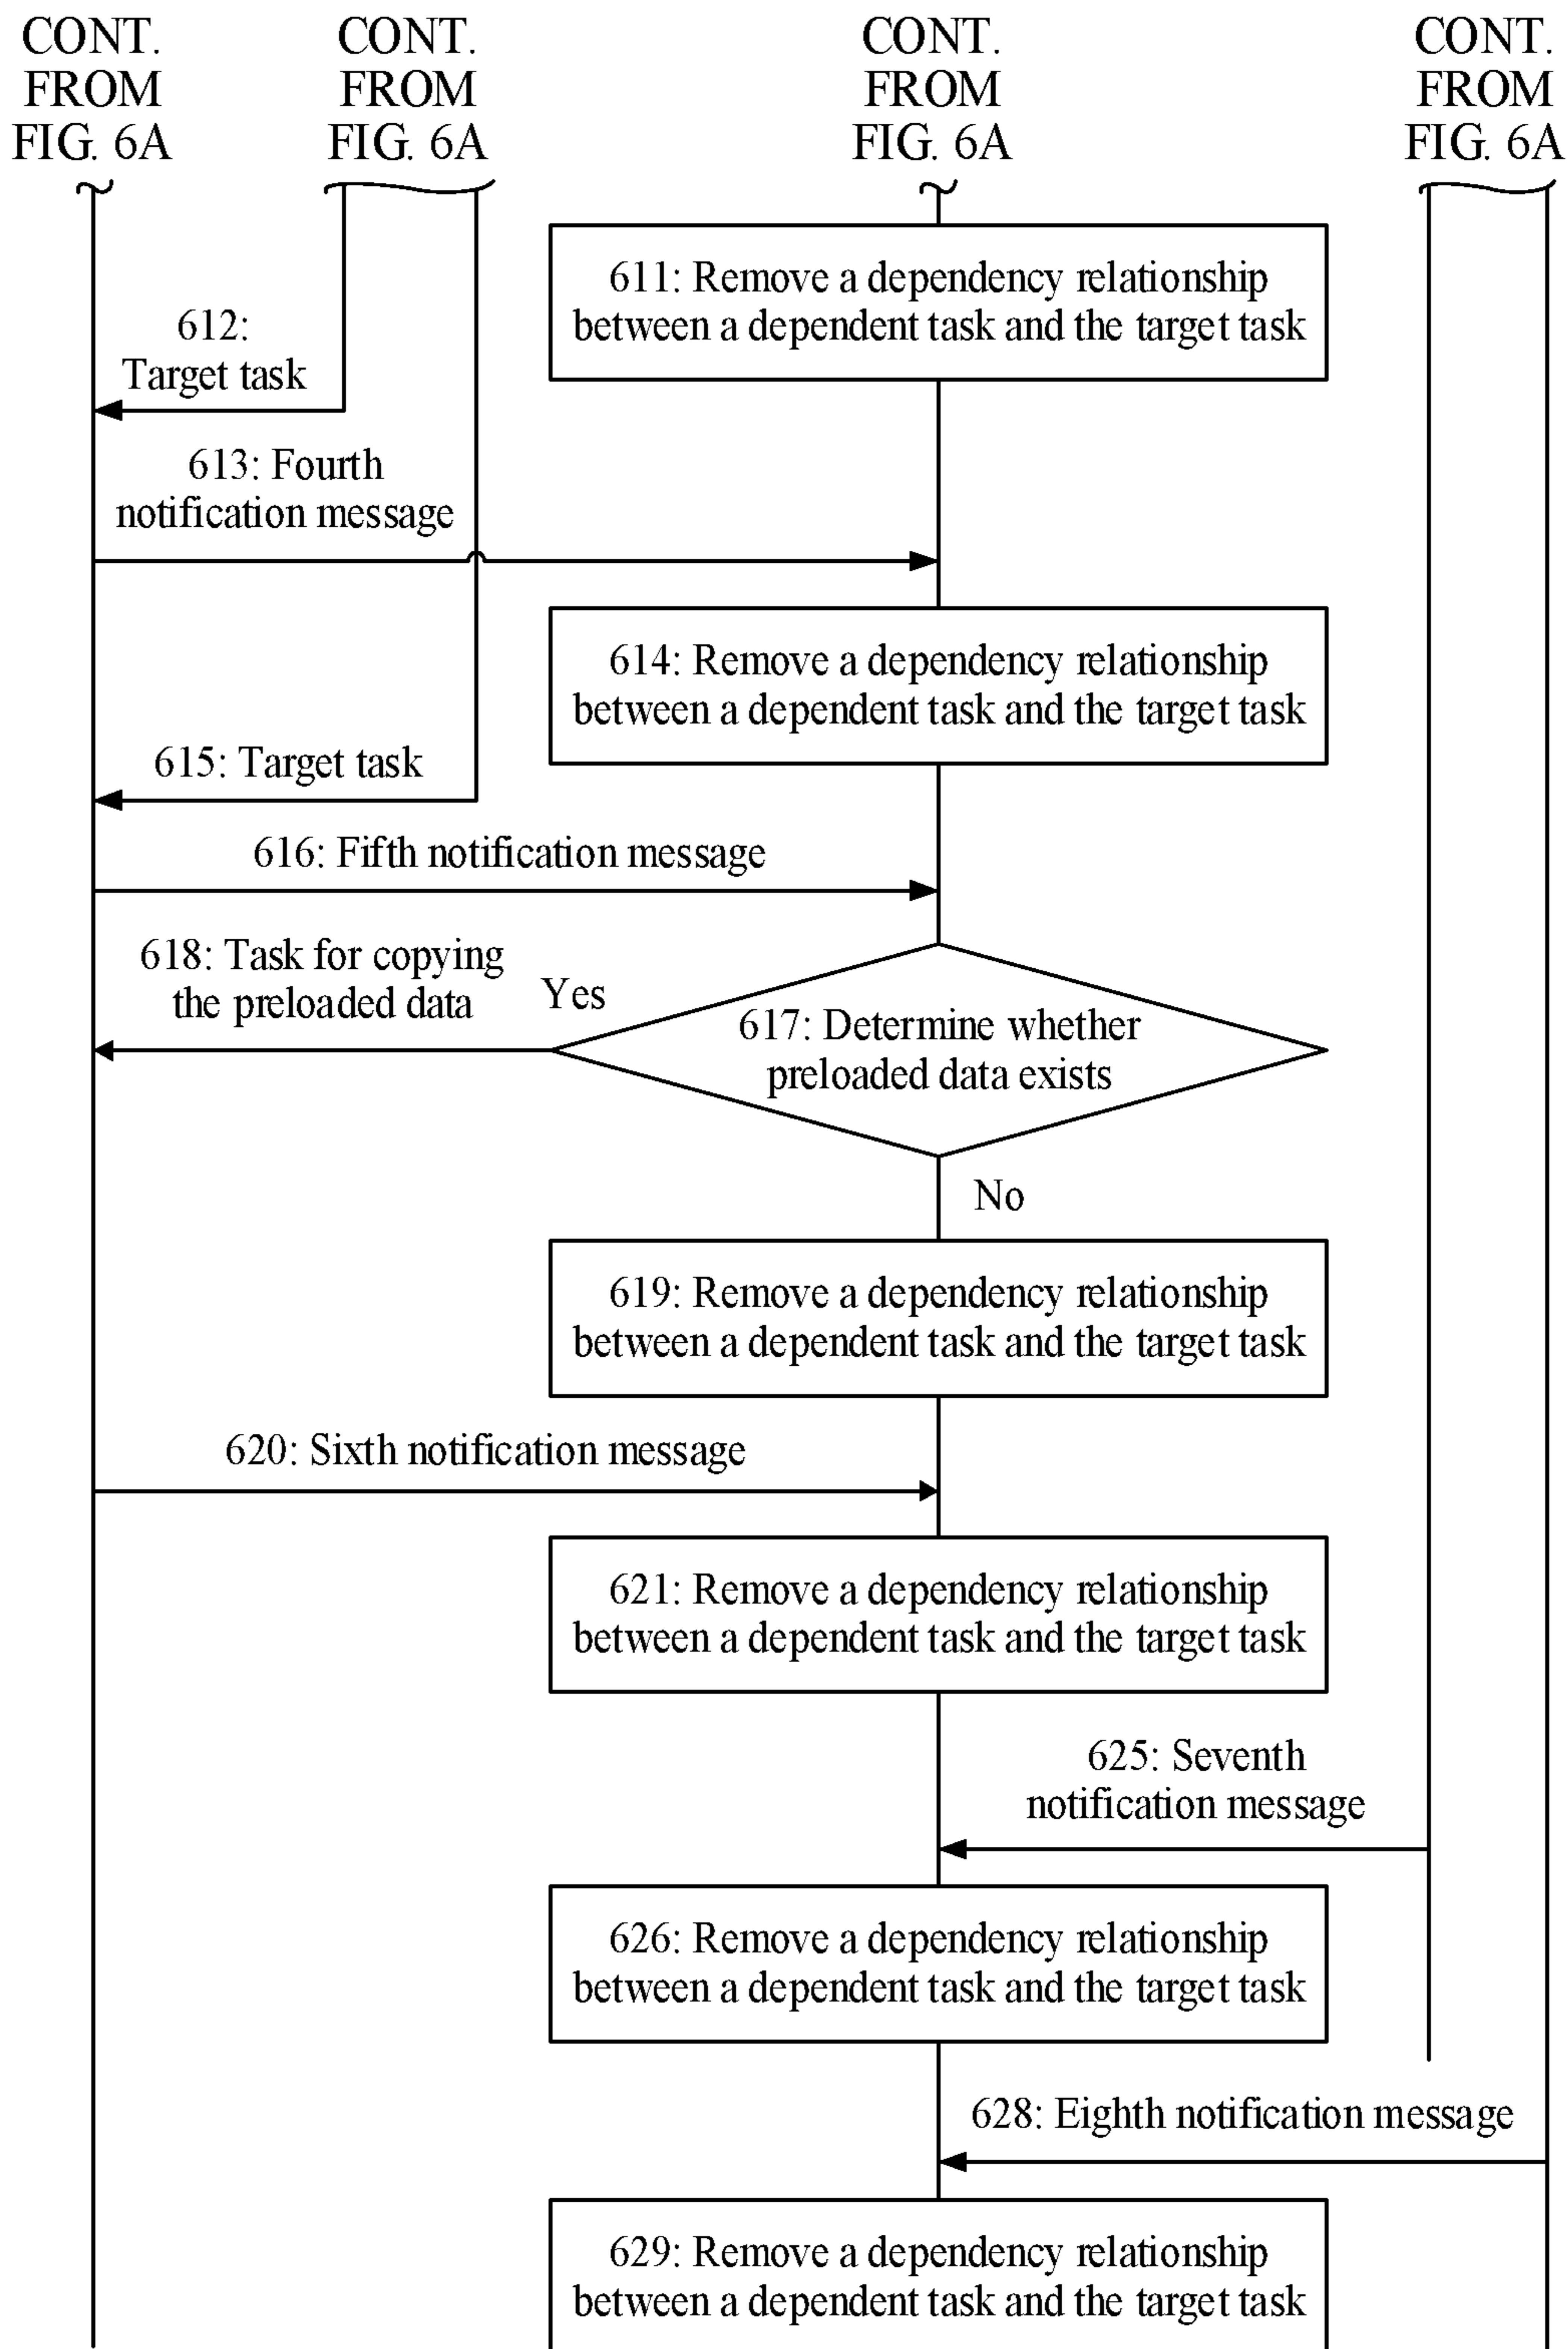 CONT.
FROM
FIG. 6A
CONT.
FROM
FIG. 6A
CONT.
FROM
FIG. 6A
CONT.
FROM
FIG. 6A
611: Remove a dependency relationship
between a dependent task and the target task
612:
Target task
613: Fourth
notification message
614: Remove a dependency relationship
between a dependent task and the target task
615: Target task
616: Fifth notification message
618: Task for copying
the preloaded data
Yes
617: Determine whether
preloaded data exists
No
619: Remove a dependency relationship
between a dependent task and the target task
620: Sixth notification message
621: Remove a dependency relationship
between a dependent task and the target task
625: Seventh
notification message
626: Remove a dependency relationship
between a dependent task and the target task
628: Eighth notification message
629: Remove a dependency relationship
between a dependent task and the target task